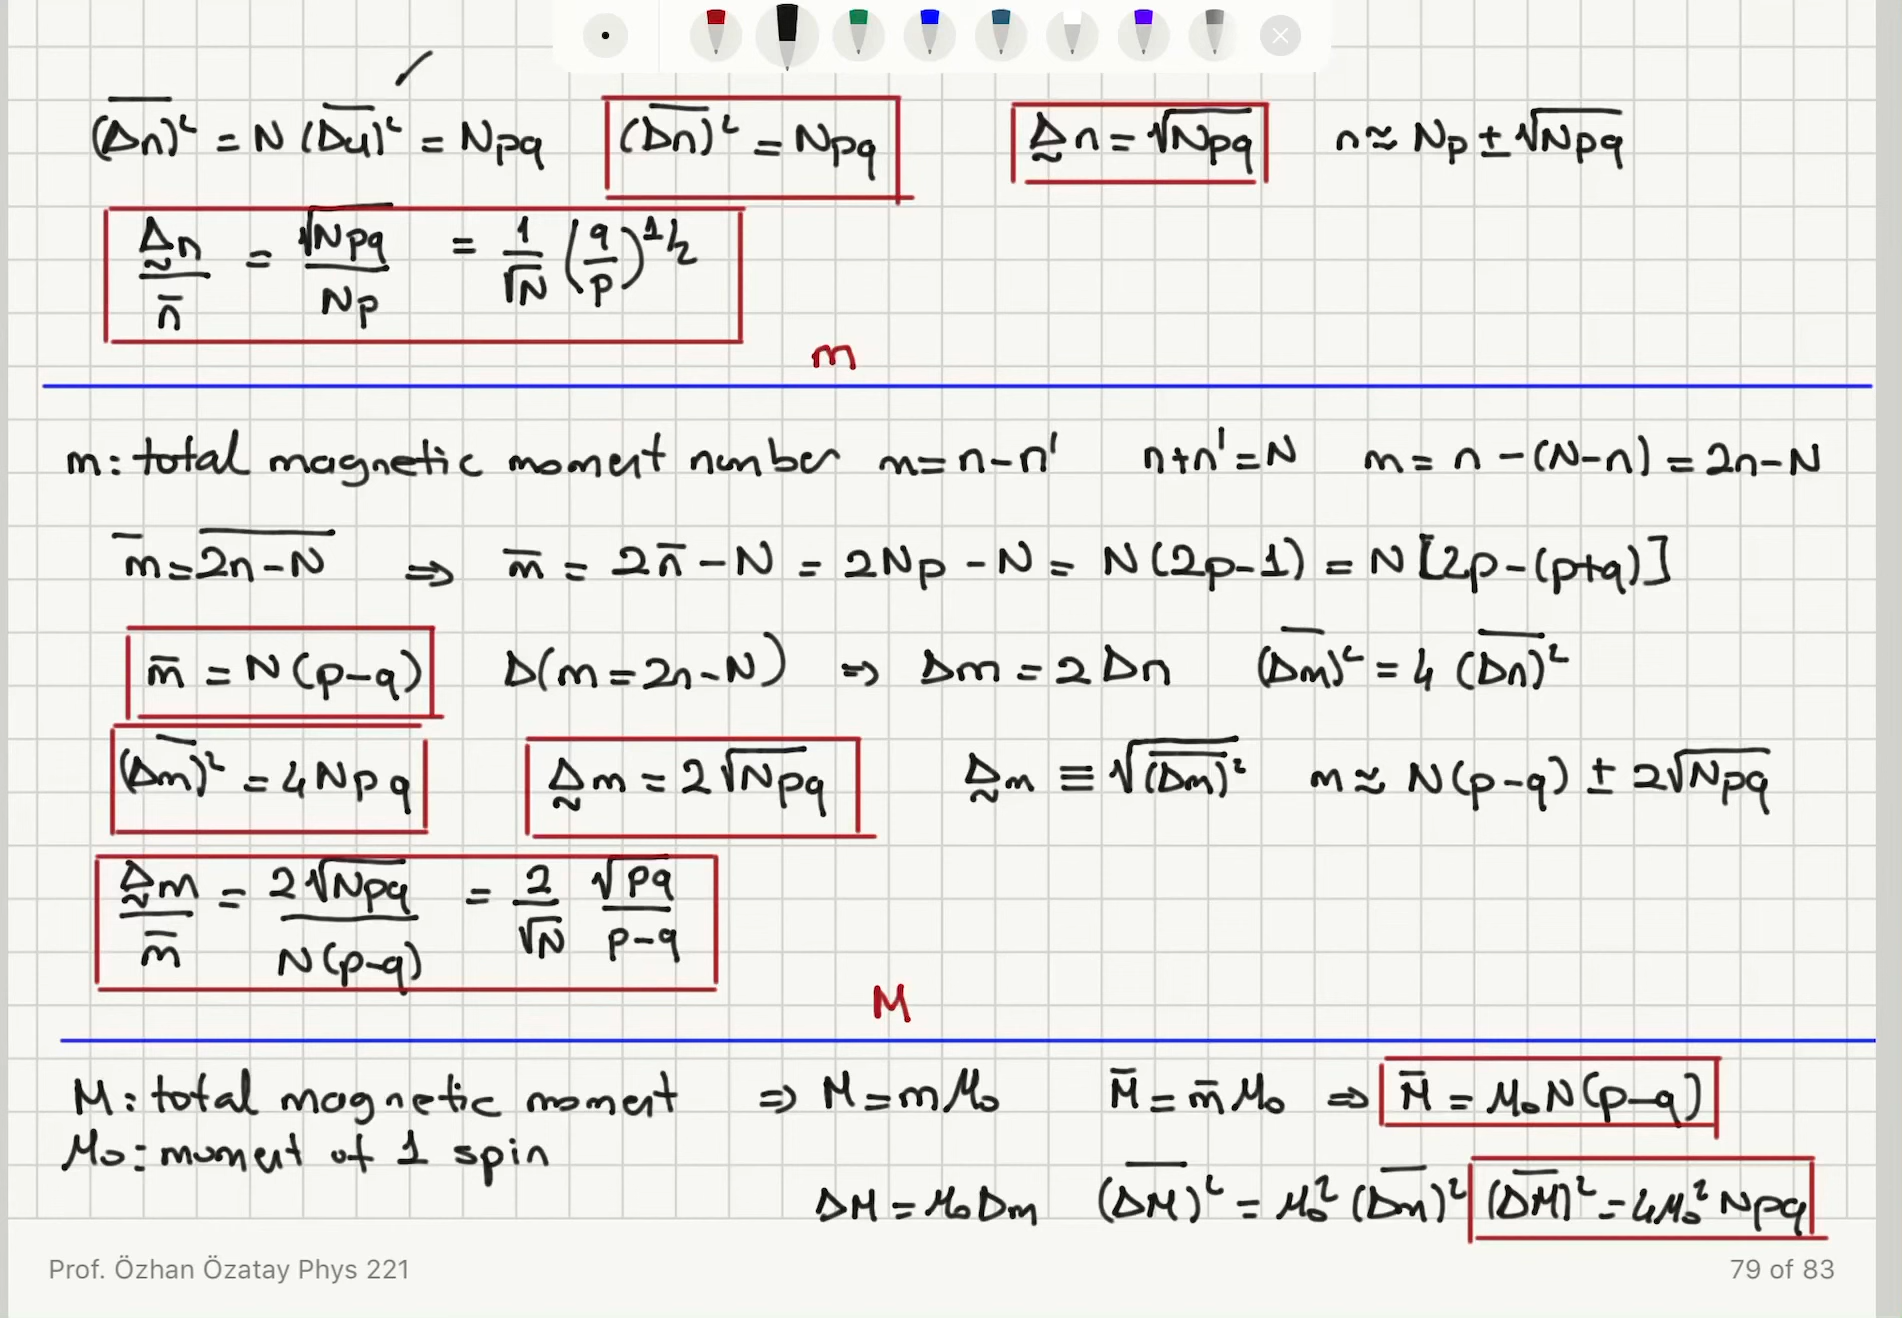 (Δn)̅² = N (Δu)̅² = Npq   (Δn)̅² = Npq   Δ̰n = √Npq   n ≈ Np ± √Npq
Δ̰n / n̄ = √Npq / Np = 1/√N (q/p)^1/2
m
m: total magnetic moment number   m = n-n'   n+n' = N   m = n - (N-n) = 2n-N
m̅ = \overline{2n-N} ⇒ m̅ = 2n̅ - N = 2Np - N = N(2p-1) = N[2p-(p+q)]
m̅ = N(p-q)   Δ(m=2n-N) ⇒ Δm = 2Δn   (Δm)̅² = 4 (Δn)̅²
(Δm)̅² = 4Npq   Δ̰m = 2√Npq   Δ̰m ≡ √(Δm)̅²   m ≈ N(p-q) ± 2√Npq
Δ̰m / m̅ = 2√Npq / N(p-q) = 2/√N √pq / p-q
M
M: total magnetic moment ⇒ M = mμ₀   M̅ = m̅μ₀ ⇒ M̅ = μ₀N(p-q)
μ₀: moment of 1 spin
ΔM = μ₀Δm   (ΔM)̅² = μ₀² (Δm)̅²   (ΔM)̅² = 4μ₀²Npq
Prof. Özhan Özatay Phys 221   79 of 83